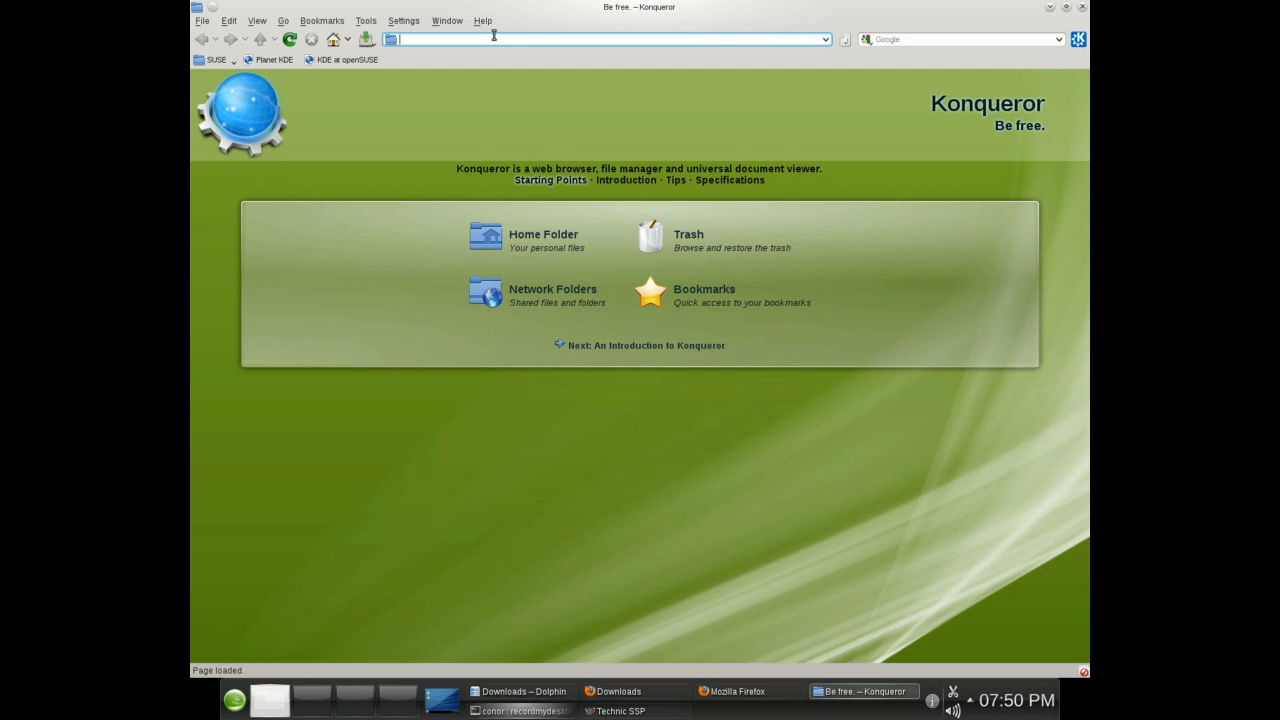 Be free. – Konqueror
File Edit View Go Bookmarks Tools Settings Window Help
Google
SUSE Planet KDE KDE at openSUSE
Konqueror
Be free.
Konqueror is a web browser, file manager and universal document viewer.
Starting Points · Introduction · Tips · Specifications
Home Folder
Your personal files
Trash
Browse and restore the trash
Network Folders
Shared files and folders
Bookmarks
Quick access to your bookmarks
Next: An Introduction to Konqueror
Page loaded.
Downloads – Dolphin Downloads Mozilla Firefox Be free. – Konqueror
conor : recordmydesk Technic SSP
07:50 PM